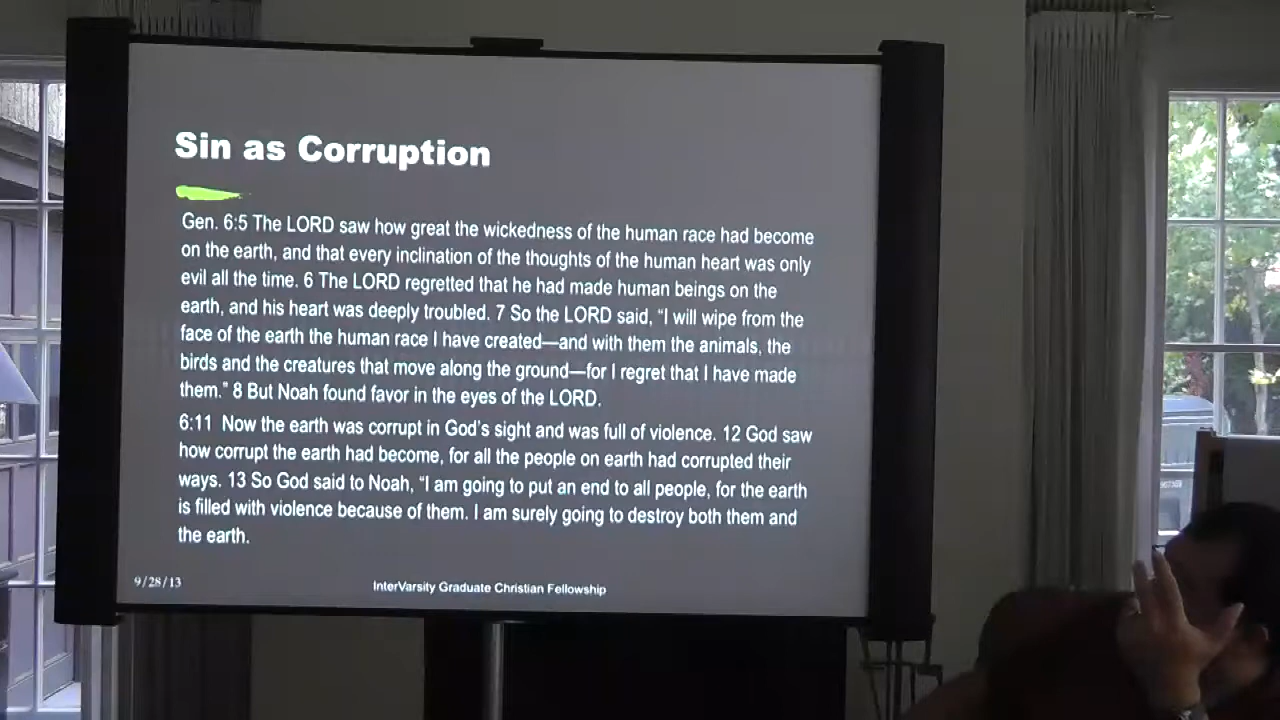 Sin as Corruption
Gen. 6:5 The LORD saw how great the wickedness of the human race had become
on the earth, and that every inclination of the thoughts of the human heart was only
evil all the time. 6 The LORD regretted that he had made human beings on the
earth, and his heart was deeply troubled. 7 So the LORD said, “I will wipe from the
face of the earth the human race I have created—and with them the animals, the
birds and the creatures that move along the ground—for I regret that I have made
them.” 8 But Noah found favor in the eyes of the LORD.
6:11 Now the earth was corrupt in God’s sight and was full of violence. 12 God saw
how corrupt the earth had become, for all the people on earth had corrupted their
ways. 13 So God said to Noah, “I am going to put an end to all people, for the earth
is filled with violence because of them. I am surely going to destroy both them and
the earth.
9/28/13
InterVarsity Graduate Christian Fellowship